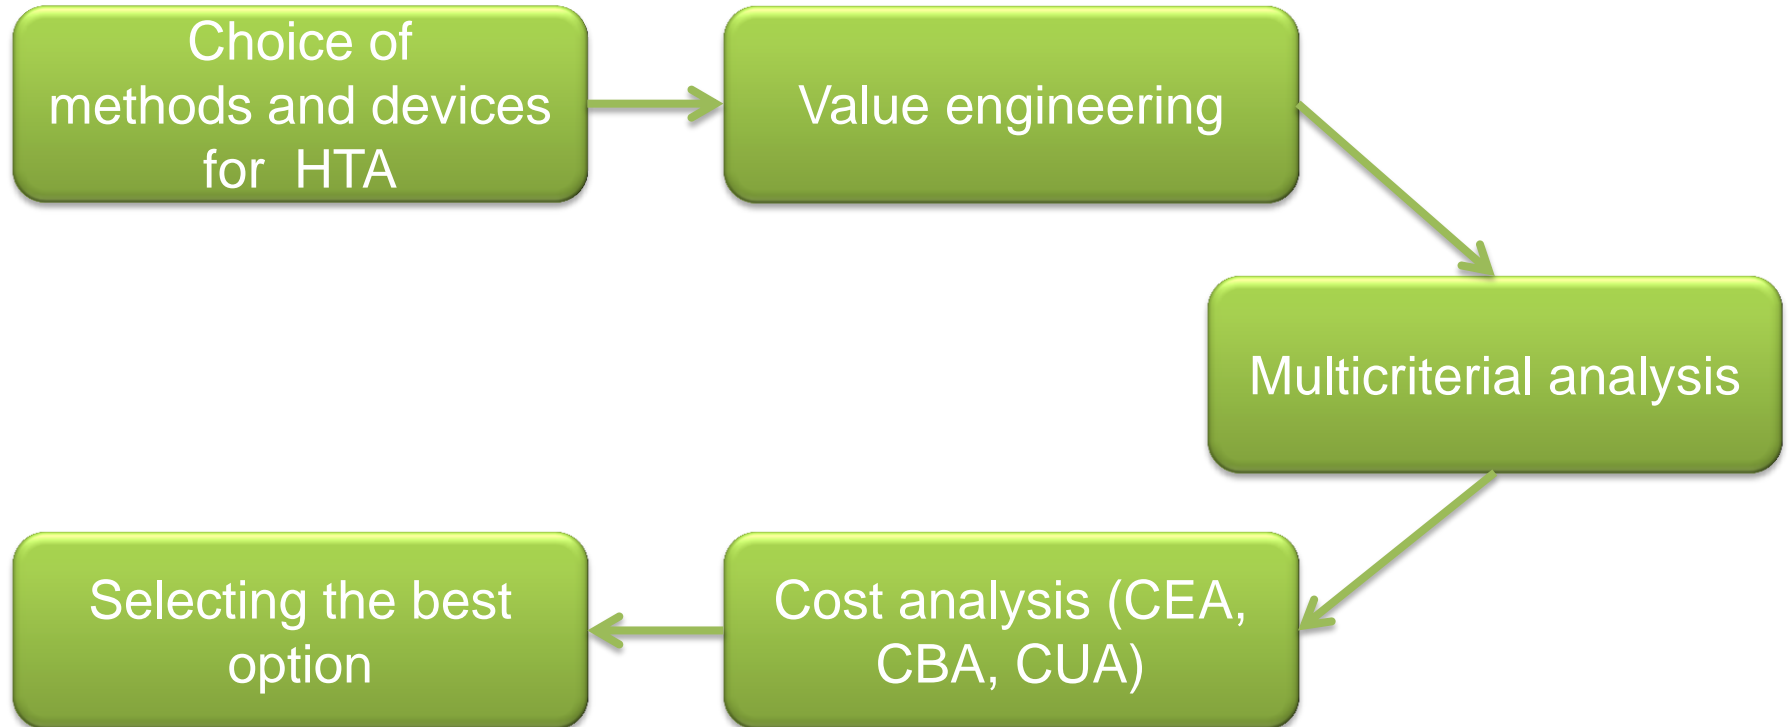 Choice of
methods and devices
for  HTA
Value engineering
Multicriterial analysis
Cost analysis (CEA,
CBA, CUA)
Selecting the best
option